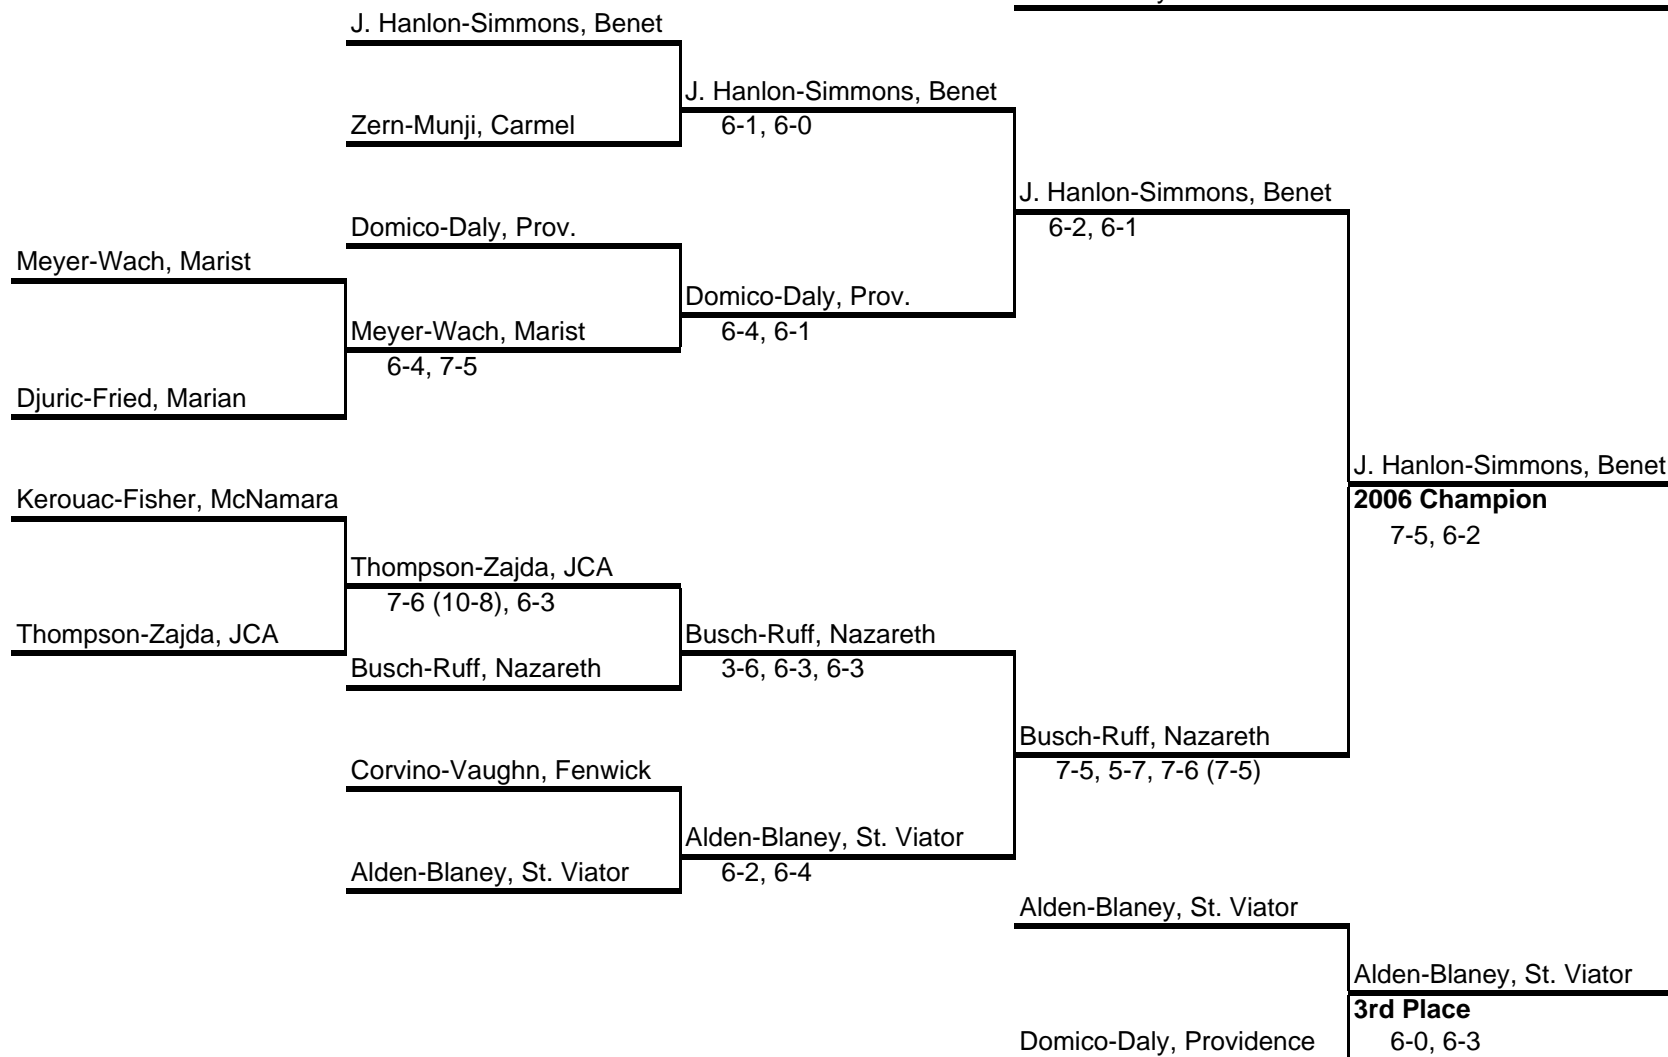 J. Hanlon-Simmons, Benet
J. Hanlon-Simmons, Benet
Zern-Munji, Carmel
6-1, 6-0
J. Hanlon-Simmons, Benet
Domico-Daly, Prov.
6-2, 6-1
Meyer-Wach, Marist
Domico-Daly, Prov.
Meyer-Wach, Marist
6-4, 6-1
6-4, 7-5
Djuric-Fried, Marian
J. Hanlon-Simmons, Benet
Kerouac-Fisher, McNamara
2006 Champion
7-5, 6-2
Thompson-Zajda, JCA
7-6 (10-8), 6-3
Thompson-Zajda, JCA
Busch-Ruff, Nazareth
Busch-Ruff, Nazareth
3-6, 6-3, 6-3
Busch-Ruff, Nazareth
Corvino-Vaughn, Fenwick
7-5, 5-7, 7-6 (7-5)
Alden-Blaney, St. Viator
Alden-Blaney, St. Viator
6-2, 6-4
Alden-Blaney, St. Viator
Alden-Blaney, St. Viator
3rd Place
Domico-Daly, Providence
6-0, 6-3